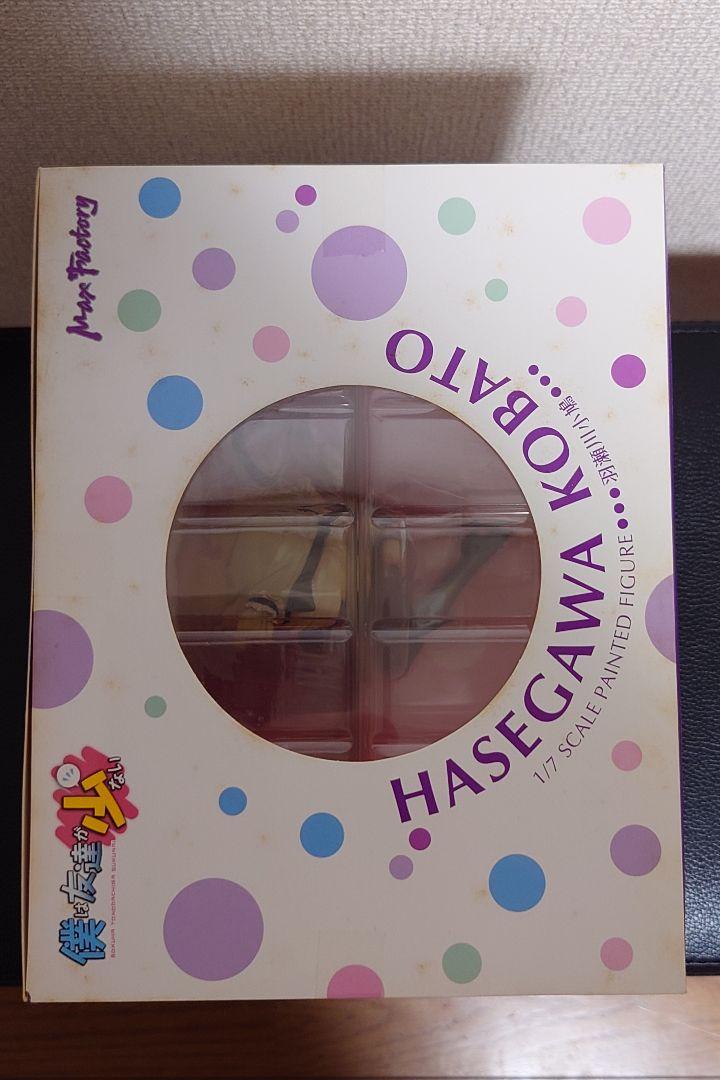 Max Factory
僕は友達が少ない
BOKUHA TOMODACHIGA SUKUNAI
HASEGAWA KOBATO
1/7 SCALE PAINTED FIGURE••••羽瀬川小鳩••••